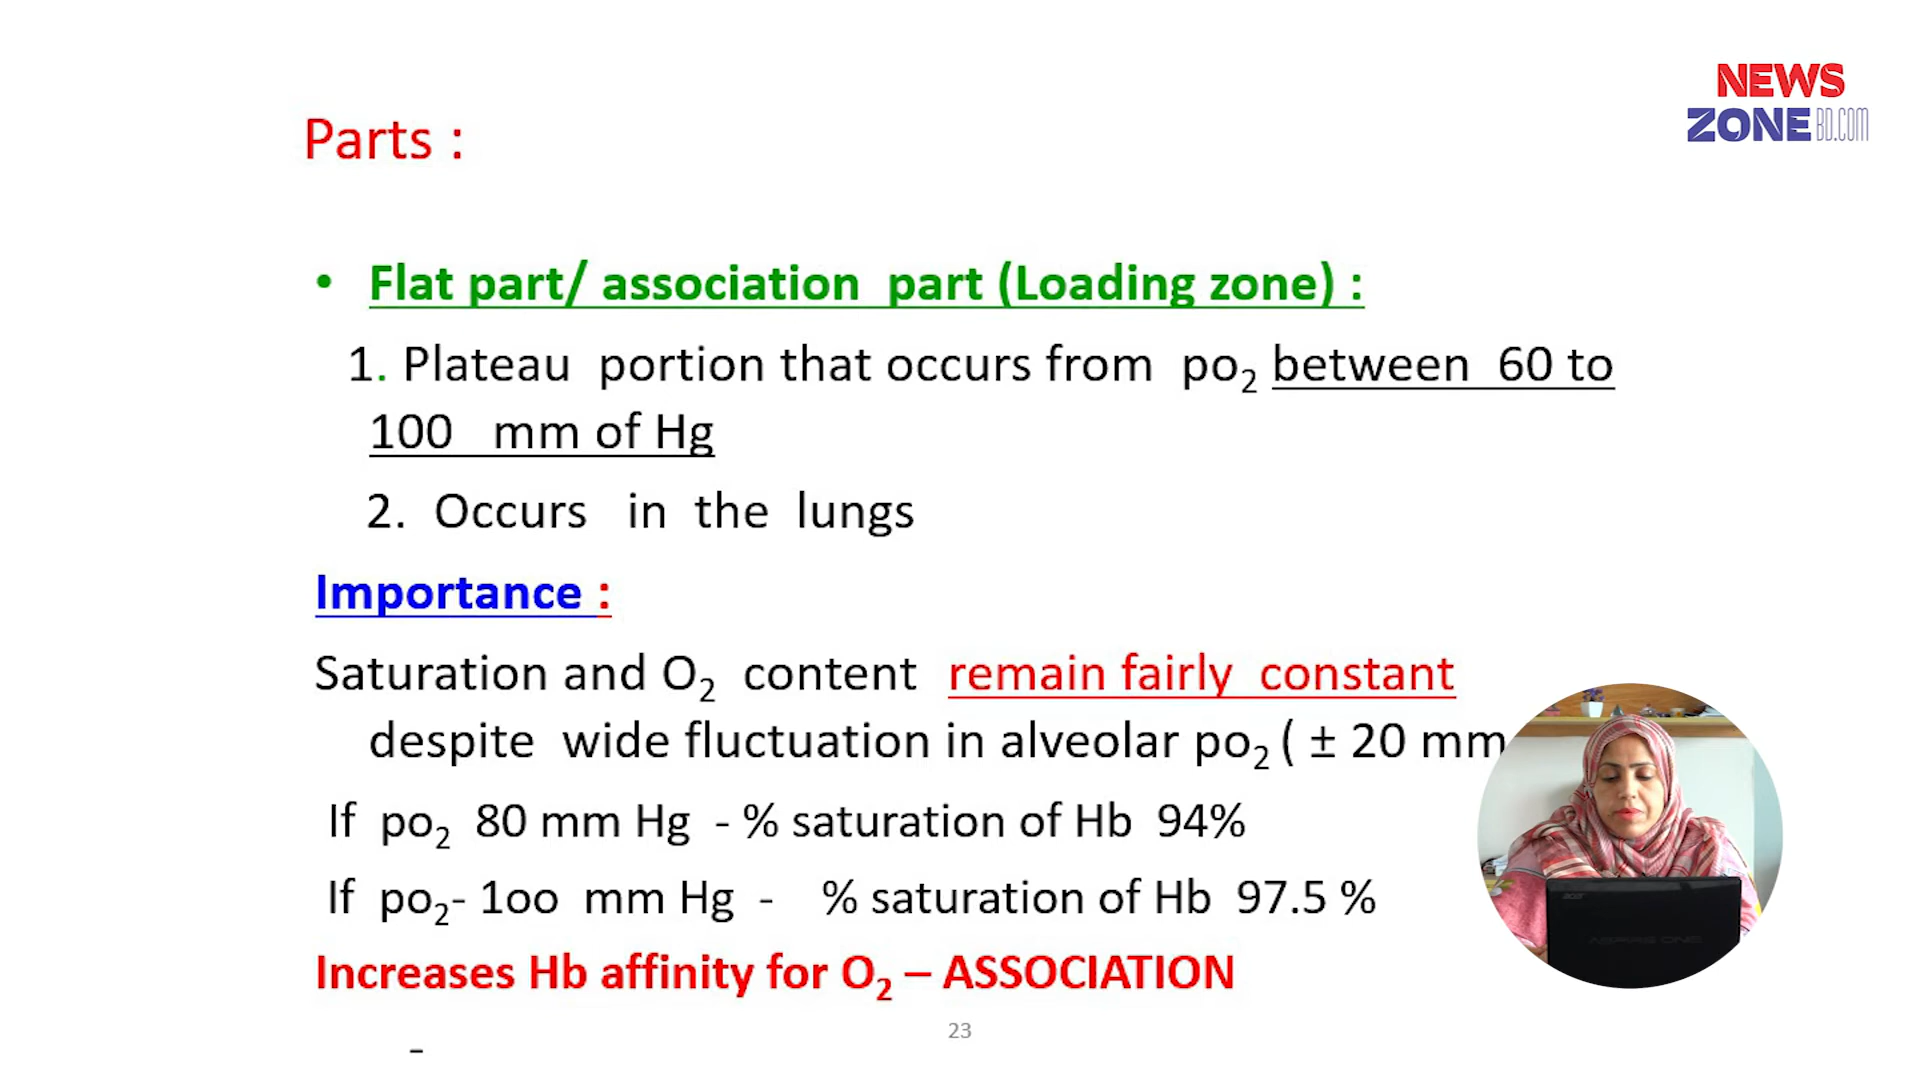 NEWS
ZONE BD.COM
Parts :
• Flat part/ association part (Loading zone) :
1. Plateau portion that occurs from po2 between 60 to
100 mm of Hg
2. Occurs in the lungs
Importance :
Saturation and O2 content remain fairly constant
despite wide fluctuation in alveolar po2 ( ± 20 mm
If po2 80 mm Hg - % saturation of Hb 94%
If po2- 1oo mm Hg - % saturation of Hb 97.5 %
Increases Hb affinity for O2 – ASSOCIATION
23
-
acer
ASPIRE ONE